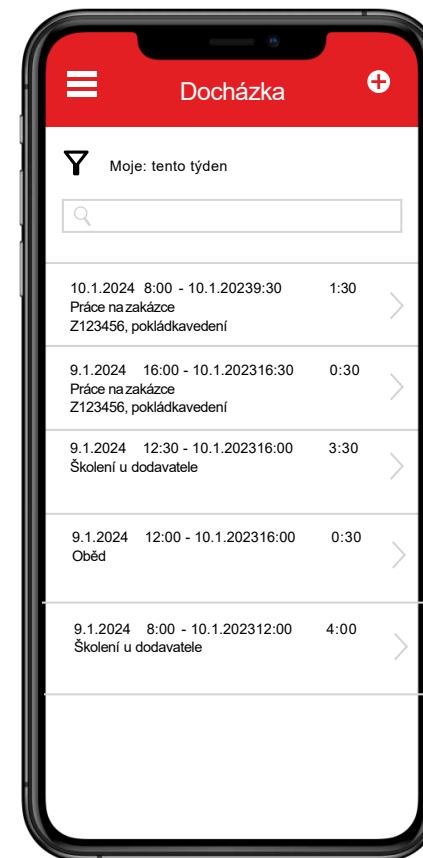 Docházka
Moje: tento týden
10.1.2024 8:00 - 10.1.20239:30 1:30
Práce na zakázce
Z123456, pokládkavedení
9.1.2024 16:00 - 10.1.202316:30 0:30
Práce na zakázce
Z123456, pokládkavedení
9.1.2024 12:30 - 10.1.202316:00 3:30
Školení u dodavatele
9.1.2024 12:00 - 10.1.202316:00 0:30
Oběd
9.1.2024 8:00 - 10.1.202312:00 4:00
Školení u dodavatele